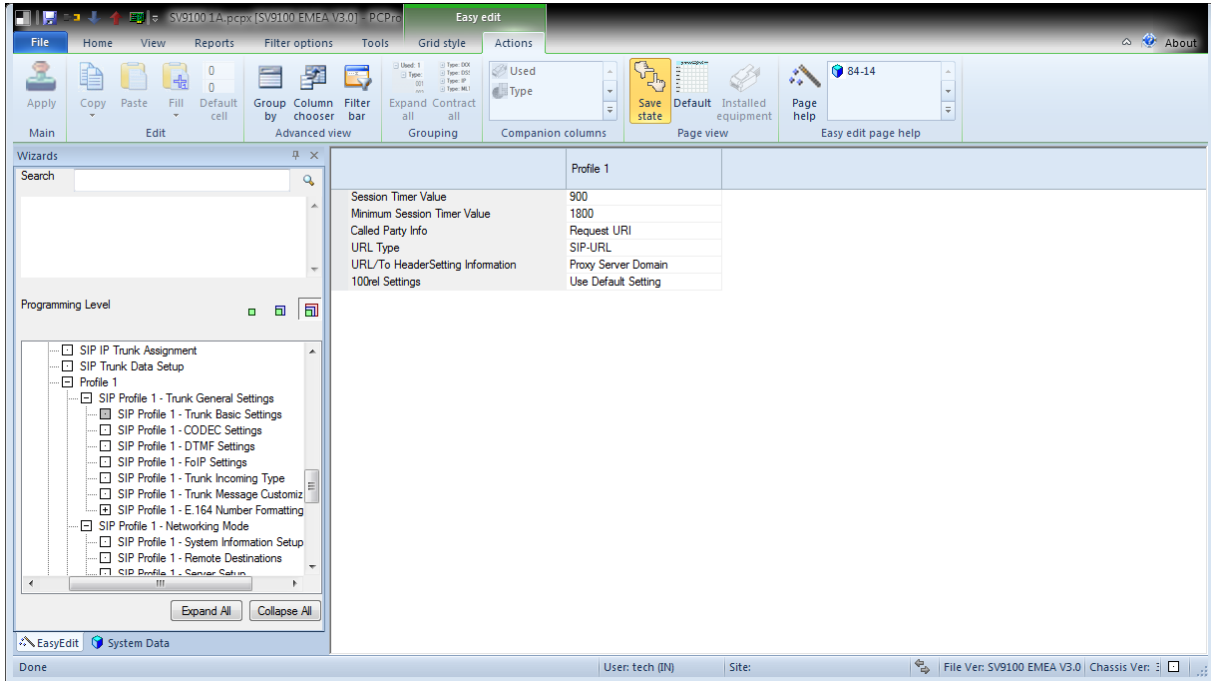 SV9100 1A.pcpx [SV9100 EMEA V3.0] - PCPro
Easy edit
File Home View Reports Filter options Tools Grid style Actions About
Apply
Copy
Paste
Fill
0
0
Default cell
Group by
Column chooser
Filter bar
Expand all
Contract all
Used
Type
Save state
Default
Installed equipment
Page help
84-14
Main
Edit
Advanced view
Grouping
Companion columns
Page view
Easy edit page help
Wizards
Search
Programming Level
SIP IP Trunk Assignment
SIP Trunk Data Setup
Profile 1
SIP Profile 1 - Trunk General Settings
SIP Profile 1 - Trunk Basic Settings
SIP Profile 1 - CODEC Settings
SIP Profile 1 - DTMF Settings
SIP Profile 1 - FoIP Settings
SIP Profile 1 - Trunk Incoming Type
SIP Profile 1 - Trunk Message Customiz
SIP Profile 1 - E.164 Number Formatting
SIP Profile 1 - Networking Mode
SIP Profile 1 - System Information Setup
SIP Profile 1 - Remote Destinations
SIP Profile 1 - Server Setup
Expand All
Collapse All
EasyEdit
System Data
Profile 1
Session Timer Value 900
Minimum Session Timer Value 1800
Called Party Info Request URI
URL Type SIP-URL
URL/To HeaderSetting Information Proxy Server Domain
100rel Settings Use Default Setting
Done
User: tech (IN)
Site:
File Ver: SV9100 EMEA V3.0
Chassis Ver: